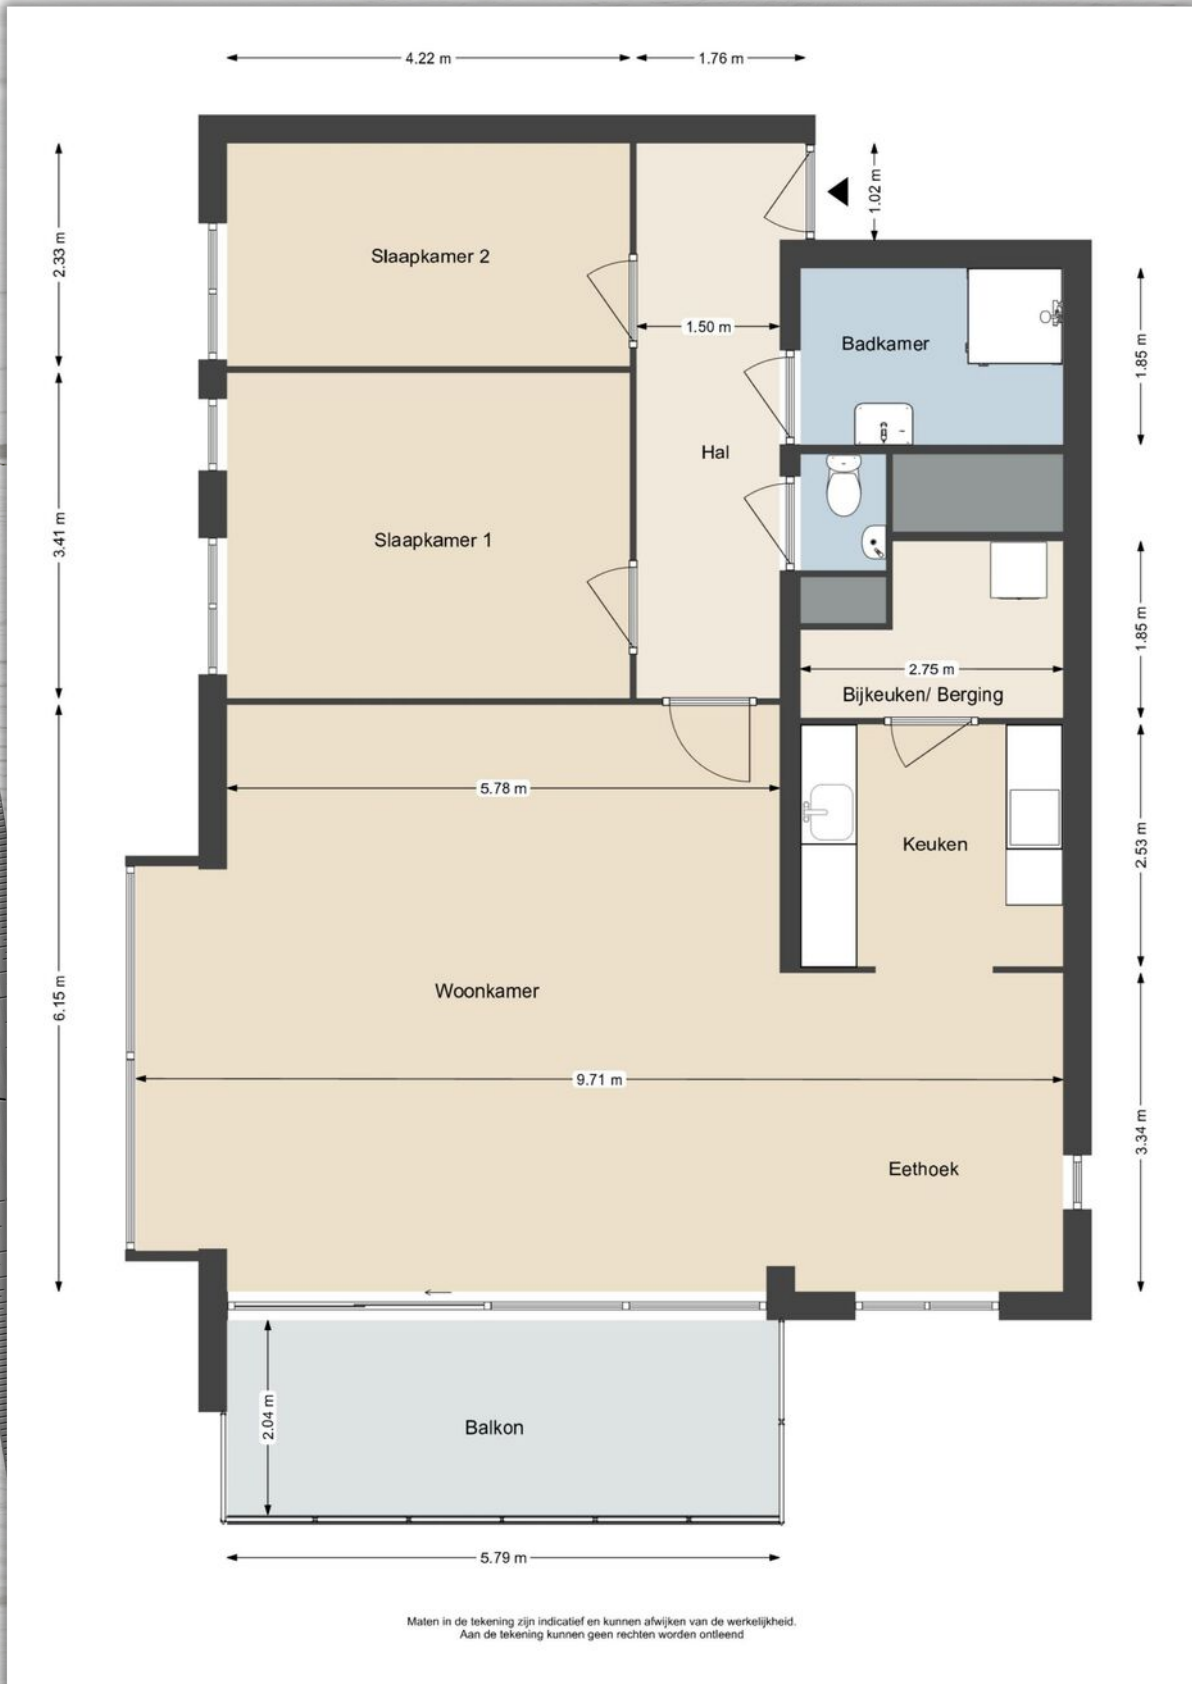 4.22 m
1.76 m
1.02 m
2.33 m
Slaapkamer 2
1.50 m
Badkamer
1.85 m
Hal
3.41 m
Slaapkamer 1
1.85 m
2.75 m
Bijkeuken/ Berging
5.78 m
Keuken
2.53 m
6.15 m
Woonkamer
9.71 m
3.34 m
Eethoek
2.04 m
Balkon
5.79 m
Maten in de tekening zijn indicatief en kunnen afwijken van de werkelijkheid.
Aan de tekening kunnen geen rechten worden ontleend